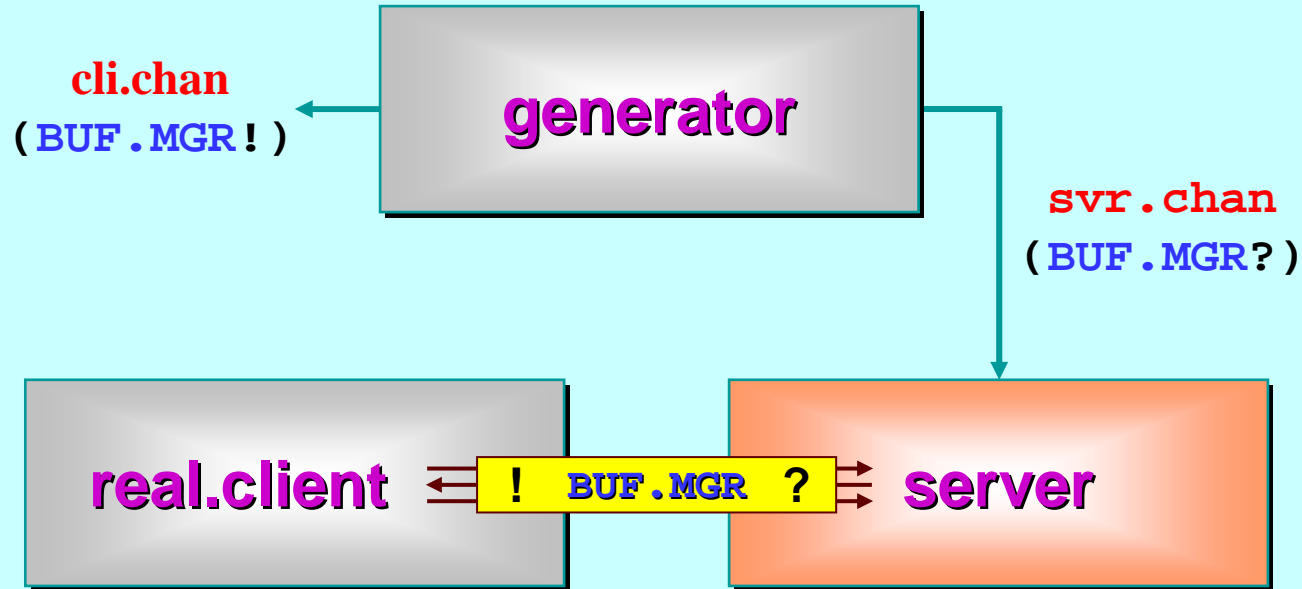 generator
cli.chan
(BUF.MGR!)
svr.chan
(BUF.MGR?)
real.client
! BUF.MGR ?
server